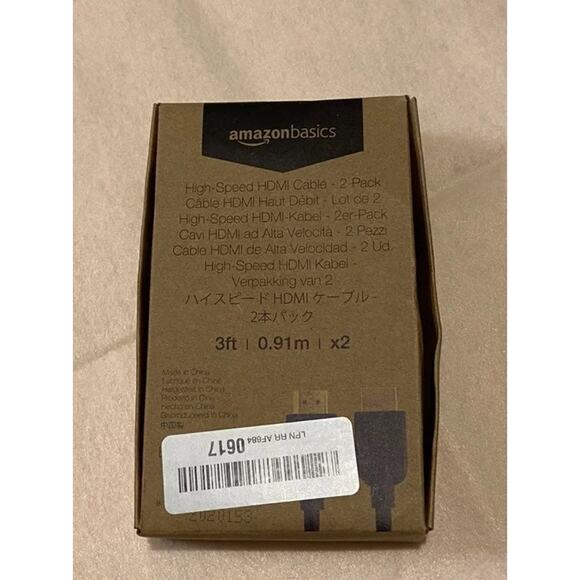 amazonbasics
High-Speed HDMI Cable - 2-Pack
Câble HDMI Haut Débit - Lot de 2
High-Speed HDMI-Kabel - 2er-Pack
Cavi HDMI ad Alta Velocità - 2 Pezzi
Cable HDMI de Alta Velocidad - 2 Ud.
High-Speed HDMI Kabel -
Verpakking van 2
ハイスピード HDMI ケーブル -
2本パック
3ft | 0.91m | x2
Made in China
Fabriqué en Chine
Hergestellt in China
Prodotto in Cina
Hecho en China
Geproduceerd in China
中国製
LPN RR AF684 0617
2020153